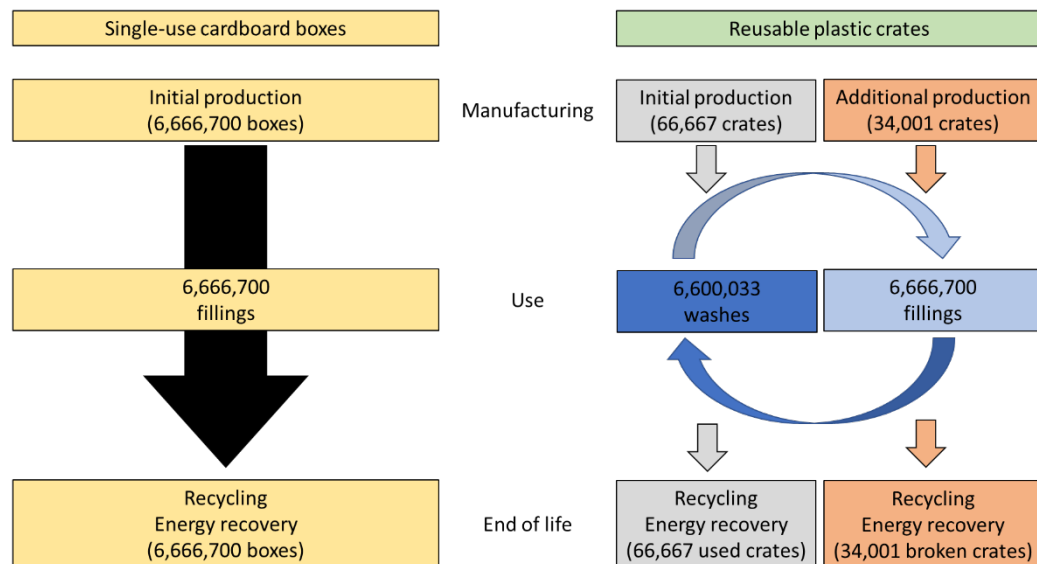 Single-use cardboard boxes
Reusable plastic crates
Initial production
(6,666,700 boxes)
Manufacturing
Initial production
(66,667 crates)
Additional production
(34,001 crates)
6,666,700
fillings
Use
6,600,033
washes
6,666,700
fillings
Recycling
Energy recovery
(6,666,700 boxes)
End of life
Recycling
Energy recovery
(66,667 used crates)
Recycling
Energy recovery
(34,001 broken crates)